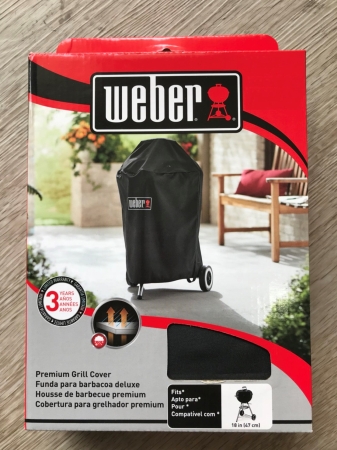 weber
weber
3 YEARS
AÑOS
ANNÉES
ANOS
Premium Grill Cover
Funda para barbacoa deluxe
Housse de barbecue premium
Cobertura para grelhador premium
Fits*
Apto para*
Pour *
Compatível com *
18 in (47 cm)